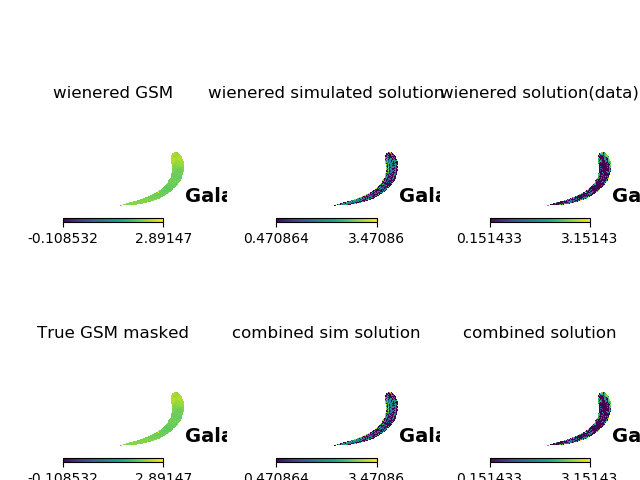 wienered GSM
wienered simulated solution
wienered solution(data)
Gala
Gala
Ga
-0.108532 2.89147
0.470864 3.47086
0.151433 3.15143
True GSM masked
combined sim solution
combined solution
Gala
Gala
Ga
-0.108532 2.89147
0.470864 3.47086
0.151433 3.15143